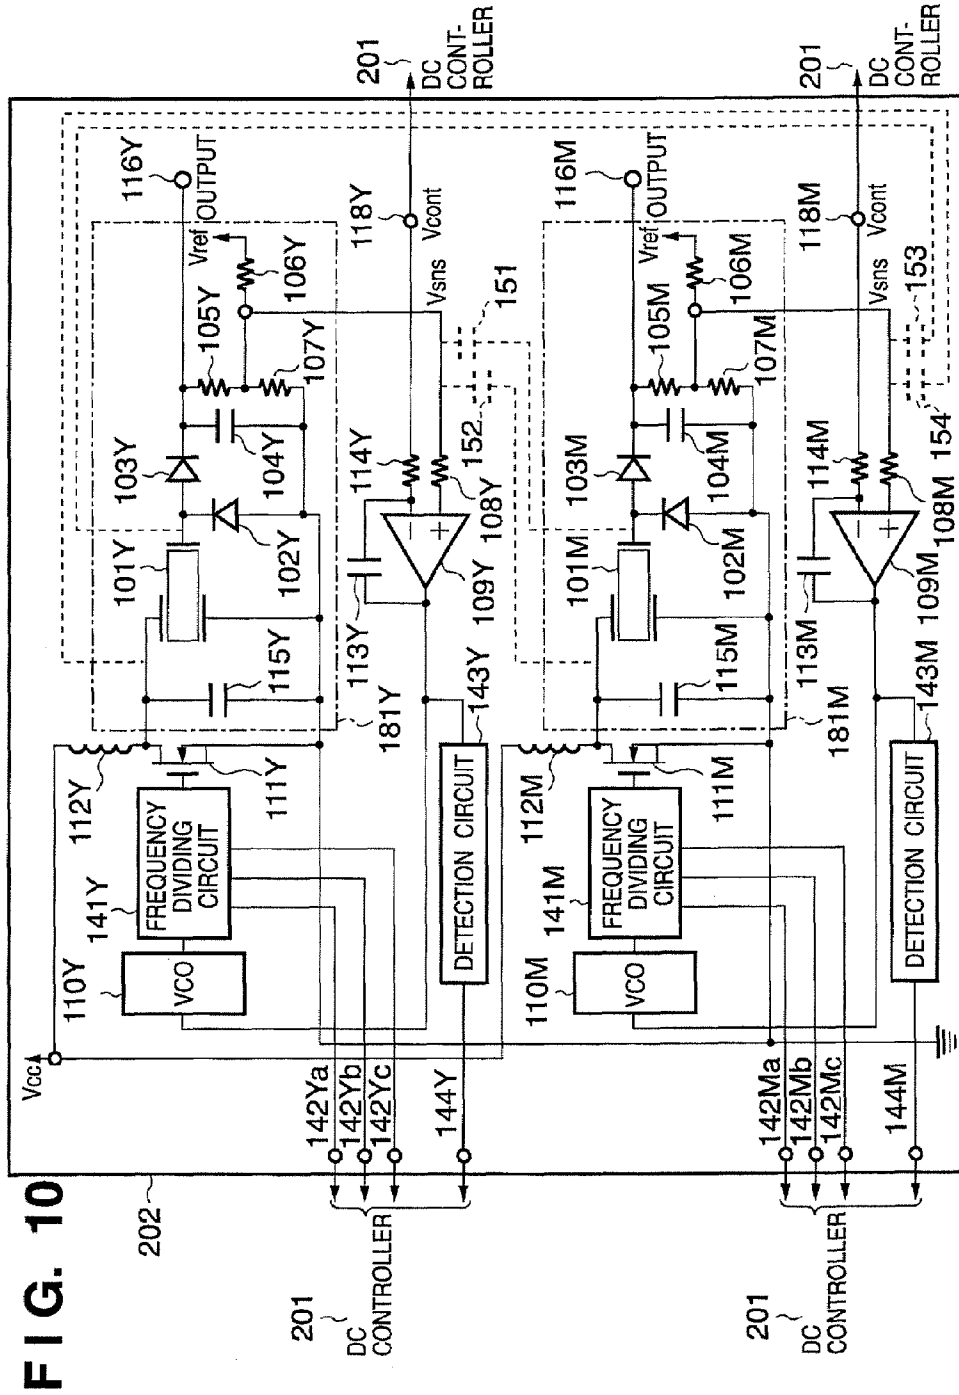 FIG. 10
202
Vcc
110Y
VCO
141Y
FREQUENCY
DIVIDING
CIRCUIT
112Y
111Y
181Y
115Y
101Y
102Y
103Y
104Y
105Y
107Y
106Y
Vref
116Y
OUTPUT
113Y
109Y
108Y
114Y
118Y
Vcont
Vsns
151
152
201
DC
CONT-
ROLLER
143Y
DETECTION CIRCUIT
142Ya
142Yb
142Yc
144Y
201
DC
CONTROLLER
110M
VCO
141M
FREQUENCY
DIVIDING
CIRCUIT
112M
111M
181M
115M
101M
102M
103M
104M
105M
107M
106M
Vref
116M
OUTPUT
113M
109M
108M
114M
118M
Vcont
Vsns
153
154
201
DC
CONT-
ROLLER
143M
DETECTION CIRCUIT
142Ma
142Mb
142Mc
144M
201
DC
CONTROLLER